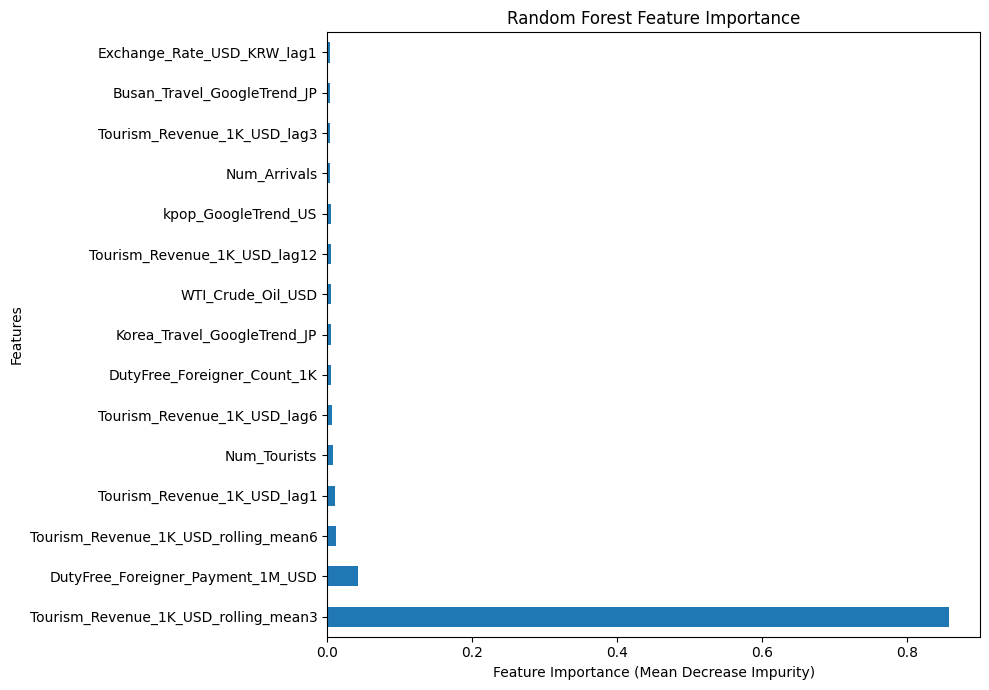 Random Forest Feature Importance
Features
Exchange_Rate_USD_KRW_lag1
Busan_Travel_GoogleTrend_JP
Tourism_Revenue_1K_USD_lag3
Num_Arrivals
kpop_GoogleTrend_US
Tourism_Revenue_1K_USD_lag12
WTI_Crude_Oil_USD
Korea_Travel_GoogleTrend_JP
DutyFree_Foreigner_Count_1K
Tourism_Revenue_1K_USD_lag6
Num_Tourists
Tourism_Revenue_1K_USD_lag1
Tourism_Revenue_1K_USD_rolling_mean6
DutyFree_Foreigner_Payment_1M_USD
Tourism_Revenue_1K_USD_rolling_mean3
0.0 0.2 0.4 0.6 0.8
Feature Importance (Mean Decrease Impurity)